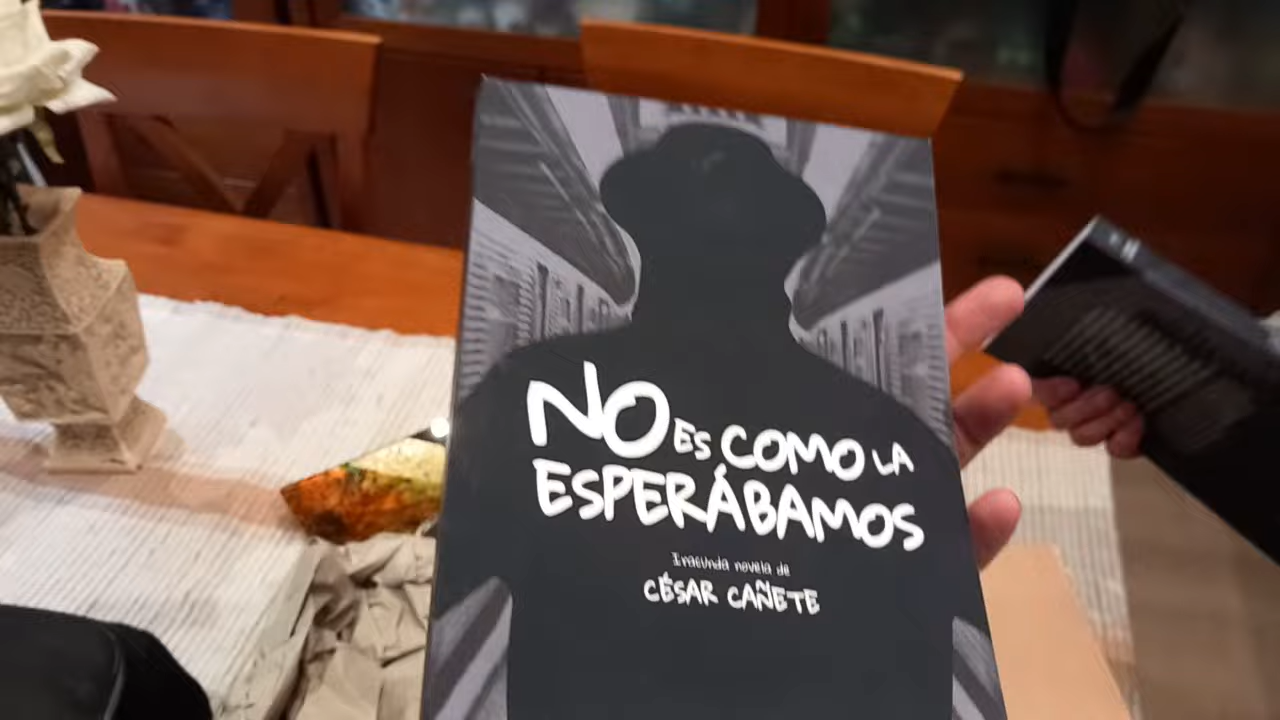 NO ES COMO LA
ESPERÁBAMOS
Iracunda novela de
CÉSAR CAÑETE